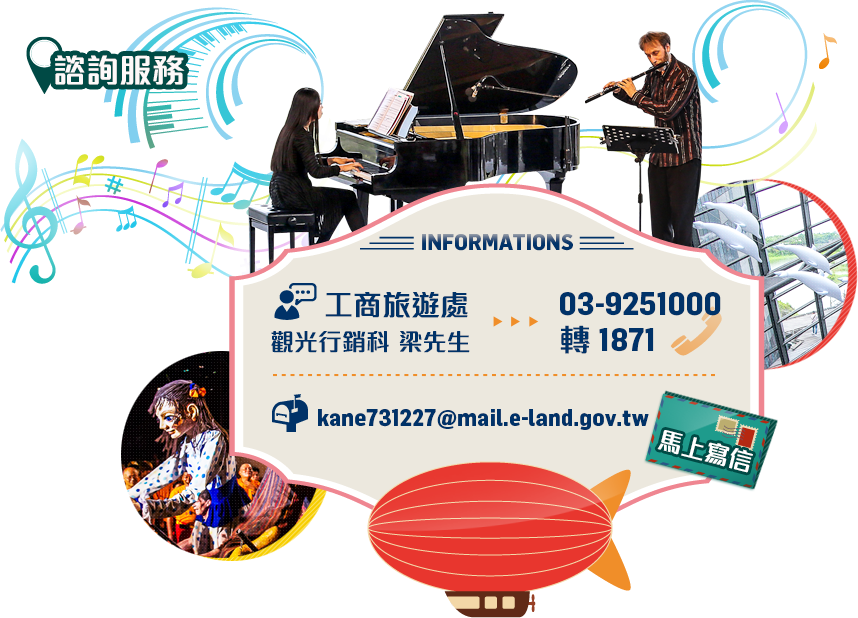 諮詢服務
INFORMATIONS
工商旅遊處
觀光行銷科 梁先生
03-9251000
轉 1871
kane731227@mail.e-land.gov.tw
馬上寫信